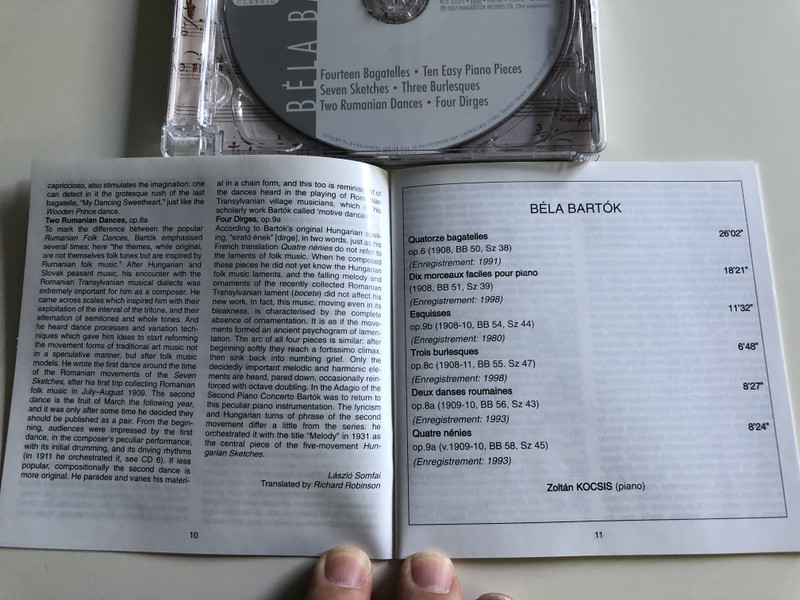 CLASSIC
BÉLA BA
Fourteen Bagatelles • Ten Easy Piano Pieces
Seven Sketches • Three Burlesques
Two Rumanian Dances • Four Dirges
capriccioso, also stimulates the imagination: one
can detect in it the grotesque rush of the last
bagatelle, “My Dancing Sweetheart,” just like the
Wooden Prince dance.
Two Rumanian Dances, op.8a
To mark the difference between the popular
Rumanian Folk Dances, Bartók emphasised
several times: here “the themes, while original,
are not themselves folk tunes but are inspired by
Rumanian folk music.” After Hungarian and
Slovak peasant music, his encounter with the
Romanian Transylvanian musical dialects was
extremely important for him as a composer. He
came across scales which inspired him with their
exploitation of the interval of the tritone, and their
alternation of semitones and whole tones. And
he heard dance processes and variation tech-
niques which gave him ideas to start reforming
the movement forms of traditional art music not
in a speculative manner, but after folk music
models. He wrote the first dance around the time
of the Romanian movements of the Seven
Sketches, after his first trip collecting Romanian
folk music in July–August 1909. The second
dance is the fruit of March the following year,
and it was only after some time he decided they
should be published as a pair. From the begin-
ning, audiences were impressed by the first
dance, in the composer's peculiar performance,
with its initial drumming, and its driving rhythms
(in 1911 he orchestrated it, see CD 6). If less
popular, compositionally the second dance is
more original. He parades and varies his materi-
10
al in a chain form, and this too is reminis of
the dances heard in the playing of Ro nian
Transylvanian village musicians, which his
scholarly work Bartók called ‘motive dance
Four Dirges, op.9a
According to Bartók's original Hungarian ling,
ing, “sirató ének” [dirge], in two words, just as his
French translation Quatre nénies do not refer to
the laments of folk music. When he composed
these pieces he did not yet know the Hungarian
folk music laments, and the falling melody and
ornaments of the recently collected Romanian
Transylvanian lament (bocete) did not affect his
new work. In fact, this music, moving even in its
bleakness, is characterised by the complete
absence of ornamentation. It is as if the move-
ments formed an ancient psychogram of lamen-
tation. The arc of all four pieces is similar: after
beginning softly they reach a fortissimo climax,
then sink back into numbing grief. Only the
decidedly important melodic and harmonic ele-
ments are heard, pared down, occasionally rein-
forced with octave doubling. In the Adagio of the
Second Piano Concerto Bartók was to return to
this peculiar piano instrumentation. The lyricism
and Hungarian turns of phrase of the second
movement differ a little from the series: he
orchestrated it with the title “Melody” in 1931 as
the central piece of the five-movement Hun-
garian Sketches.
László Somfai
Translated by Richard Robinson
BÉLA BARTÓK
Quatorze bagatelles 26'02"
op.6 (1908, BB 50, Sz 38)
(Enregistrement: 1991)
Dix morceaux faciles pour piano 18'21"
(1908, BB 51, Sz 39)
(Enregistrement: 1998)
Esquisses 11'32"
op.9b (1908-10, BB 54, Sz 44)
(Enregistrement: 1980)
Trois burlesques 6'48"
op.8c (1908-11, BB 55. Sz 47)
(Enregistrement: 1998)
Deux danses roumaines 8'27"
op.8a (1909-10, BB 56, Sz 43)
(Enregistrement: 1993)
Quatre nénies 8'24"
op.9a (v.1909-10, BB 58, Sz 45)
(Enregistrement: 1993)
Zoltán KOCSIS (piano)
11